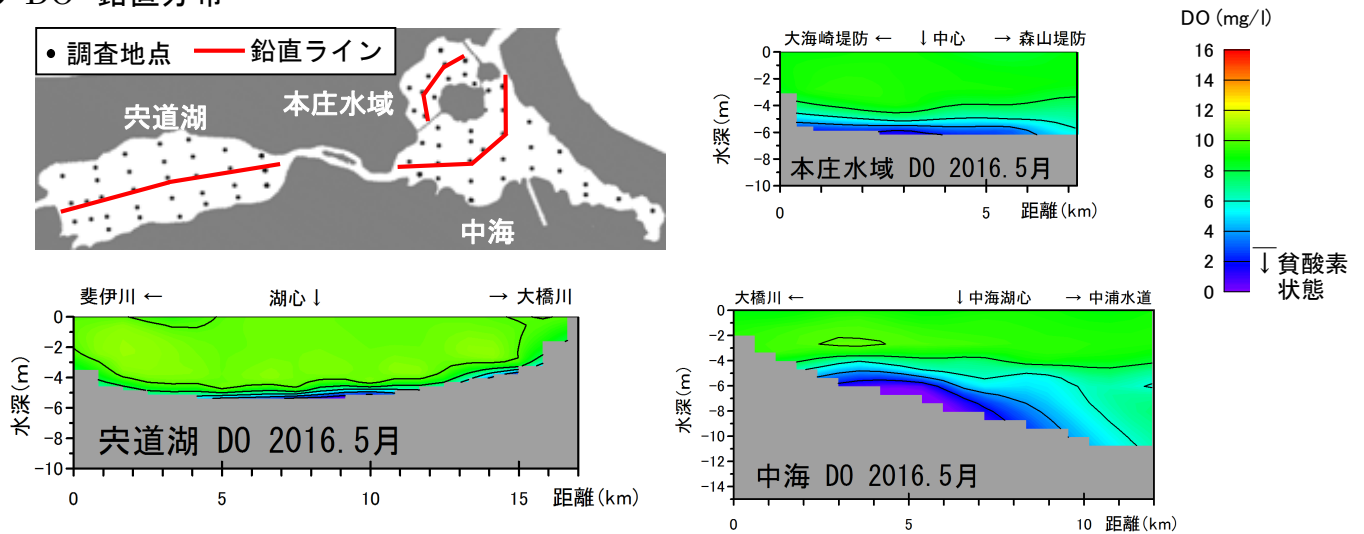 DO 鉛直分布
• 調査地点 ━ 鉛直ライン
宍道湖
本庄水域
中海
大海崎堤防 ← ↓中心 → 森山堤防
0
-2
-4
-6
-8
-10
水深(m)
本庄水域 DO 2016.5月
0 5 距離(km)
DO (mg/l)
16
14
12
10
8
6
4
2
0
↓貧酸素
状態
斐伊川 ← 湖心↓ → 大橋川
0
-2
-4
-6
-8
-10
水深(m)
宍道湖 DO 2016.5月
0 5 10 15 距離(km)
大橋川 ← ↓中海湖心 → 中浦水道
0
-2
-4
-6
-8
-10
-12
-14
水深(m)
中海 DO 2016.5月
0 5 10 距離(km)